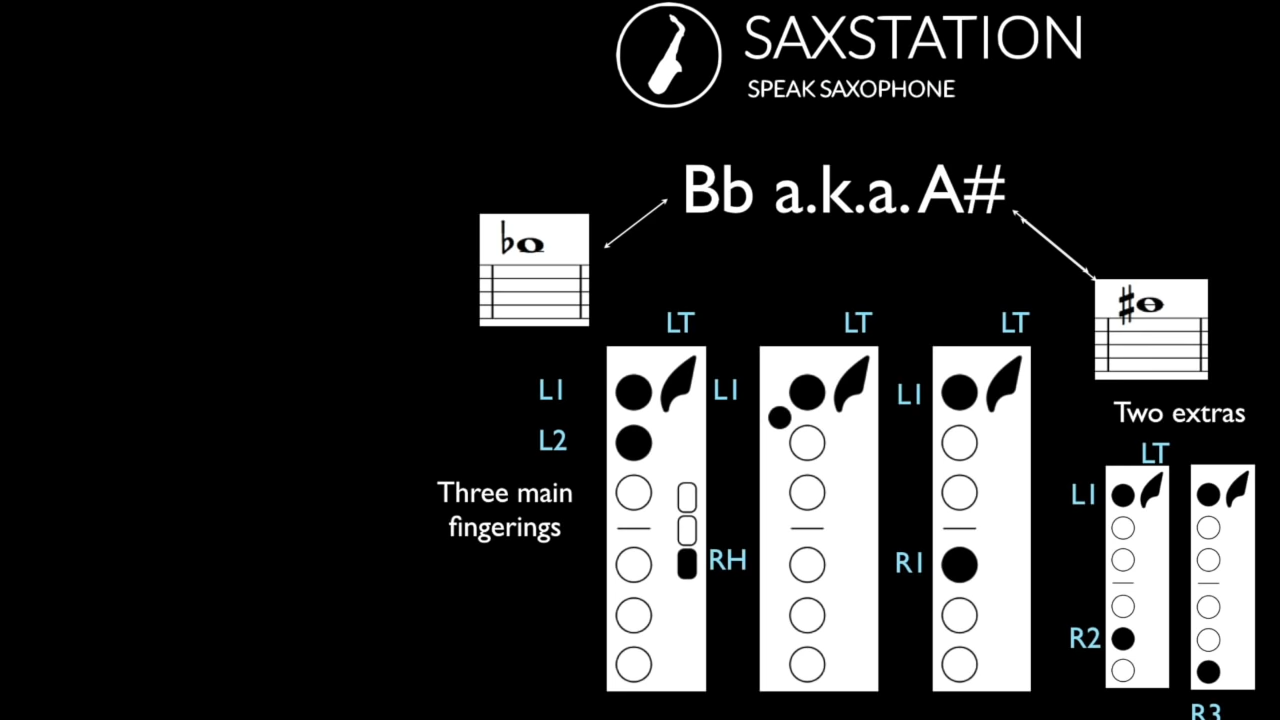 SAXSTATION
SPEAK SAXOPHONE
Bb a.k.a. A#
LT
LT
LT
L1
L1
L1
L2
Three main
fingerings
RH
R1
Two extras
LT
L1
R2
R3